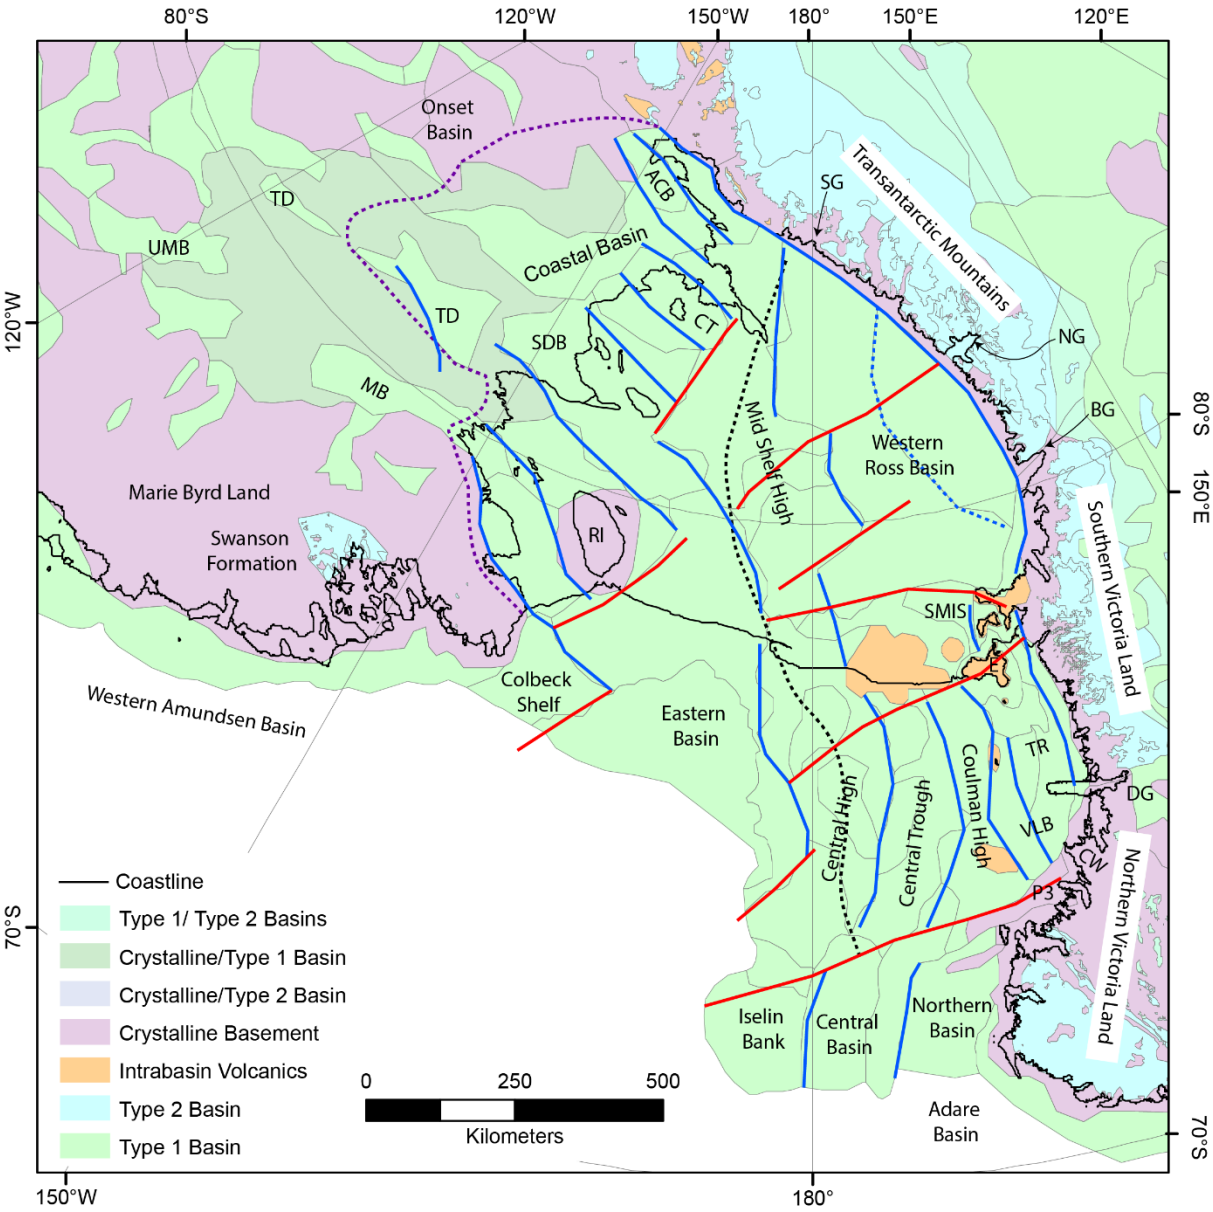 80°S
120°W
150°W
180°
150°E
120°E
Onset
Basin
Transantarctic Mountains
SG
ACB
TD
UMB
Coastal Basin
120°W
TD
SDB
CT
NG
MB
Mid Shelf High
Western
Ross Basin
BG
80°S
150°E
Marie Byrd Land
Swanson
Formation
RI
Southern Victoria Land
SMIS
E
Colbeck
Shelf
Western Amundsen Basin
Eastern
Basin
TR
Central High
Central Trough
Coulman High
DG
VLB
CW
P3
Northern Victoria Land
Coastline
Type 1/ Type 2 Basins
Crystalline/Type 1 Basin
Crystalline/Type 2 Basin
Crystalline Basement
Intrabasin Volcanics
Type 2 Basin
Type 1 Basin
70°S
0
250
500
Kilometers
Iselin
Bank
Central
Basin
Northern
Basin
Adare
Basin
70°S
150°W
180°